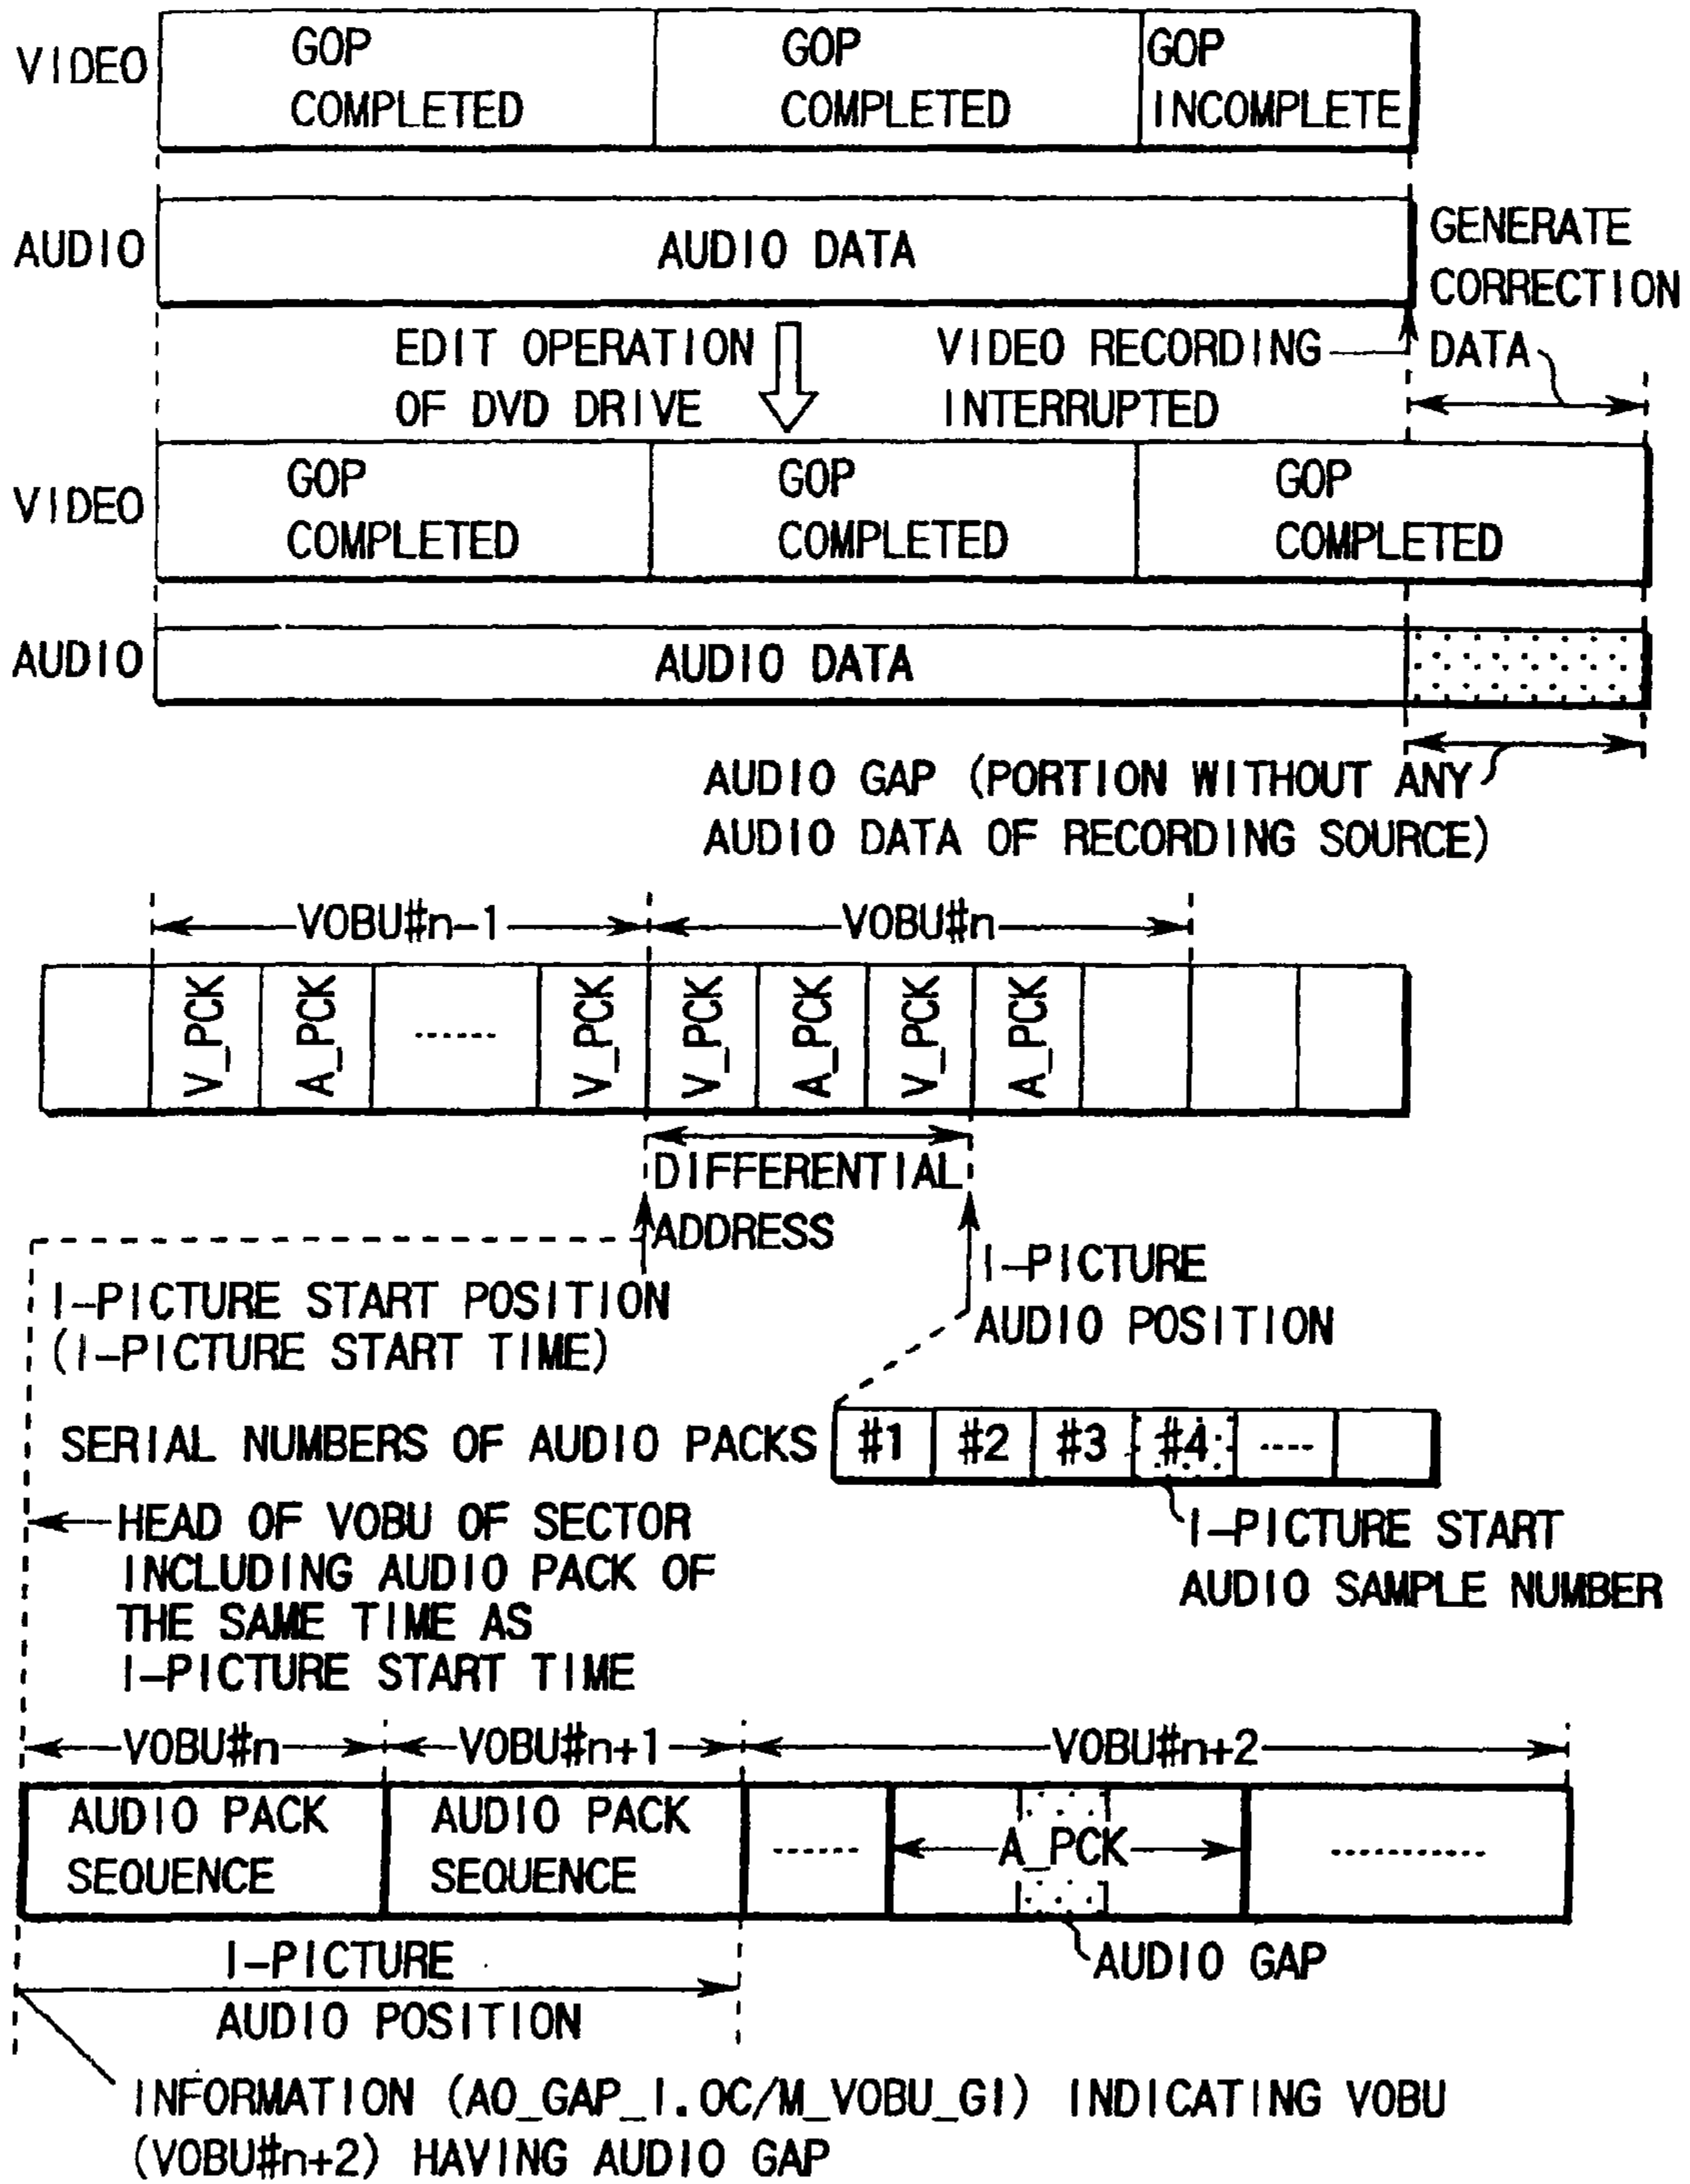 VIDEO
GOP COMPLETED
GOP COMPLETED
GOP INCOMPLETE
AUDIO
AUDIO DATA
GENERATE
CORRECTION
DATA
EDIT OPERATION
OF DVD DRIVE
VIDEO RECORDING
INTERRUPTED
VIDEO
GOP COMPLETED
GOP COMPLETED
GOP COMPLETED
AUDIO
AUDIO DATA
AUDIO GAP (PORTION WITHOUT ANY
AUDIO DATA OF RECORDING SOURCE)
VOBU#n-1
VOBU#n
V_PCK
A_PCK
V_PCK
V_PCK
A_PCK
V_PCK
A_PCK
DIFFERENTIAL
ADDRESS
I-PICTURE START POSITION
(I-PICTURE START TIME)
I-PICTURE
AUDIO POSITION
SERIAL NUMBERS OF AUDIO PACKS
#1
#2
#3
#4
I-PICTURE START
AUDIO SAMPLE NUMBER
HEAD OF VOBU OF SECTOR
INCLUDING AUDIO PACK OF
THE SAME TIME AS
I-PICTURE START TIME
VOBU#n
VOBU#n+1
VOBU#n+2
AUDIO PACK
SEQUENCE
AUDIO PACK
SEQUENCE
A_PCK
AUDIO GAP
I-PICTURE
AUDIO POSITION
INFORMATION (A0_GAP_I.OC/M_VOBU_GI) INDICATING VOBU
(VOBU#n+2) HAVING AUDIO GAP